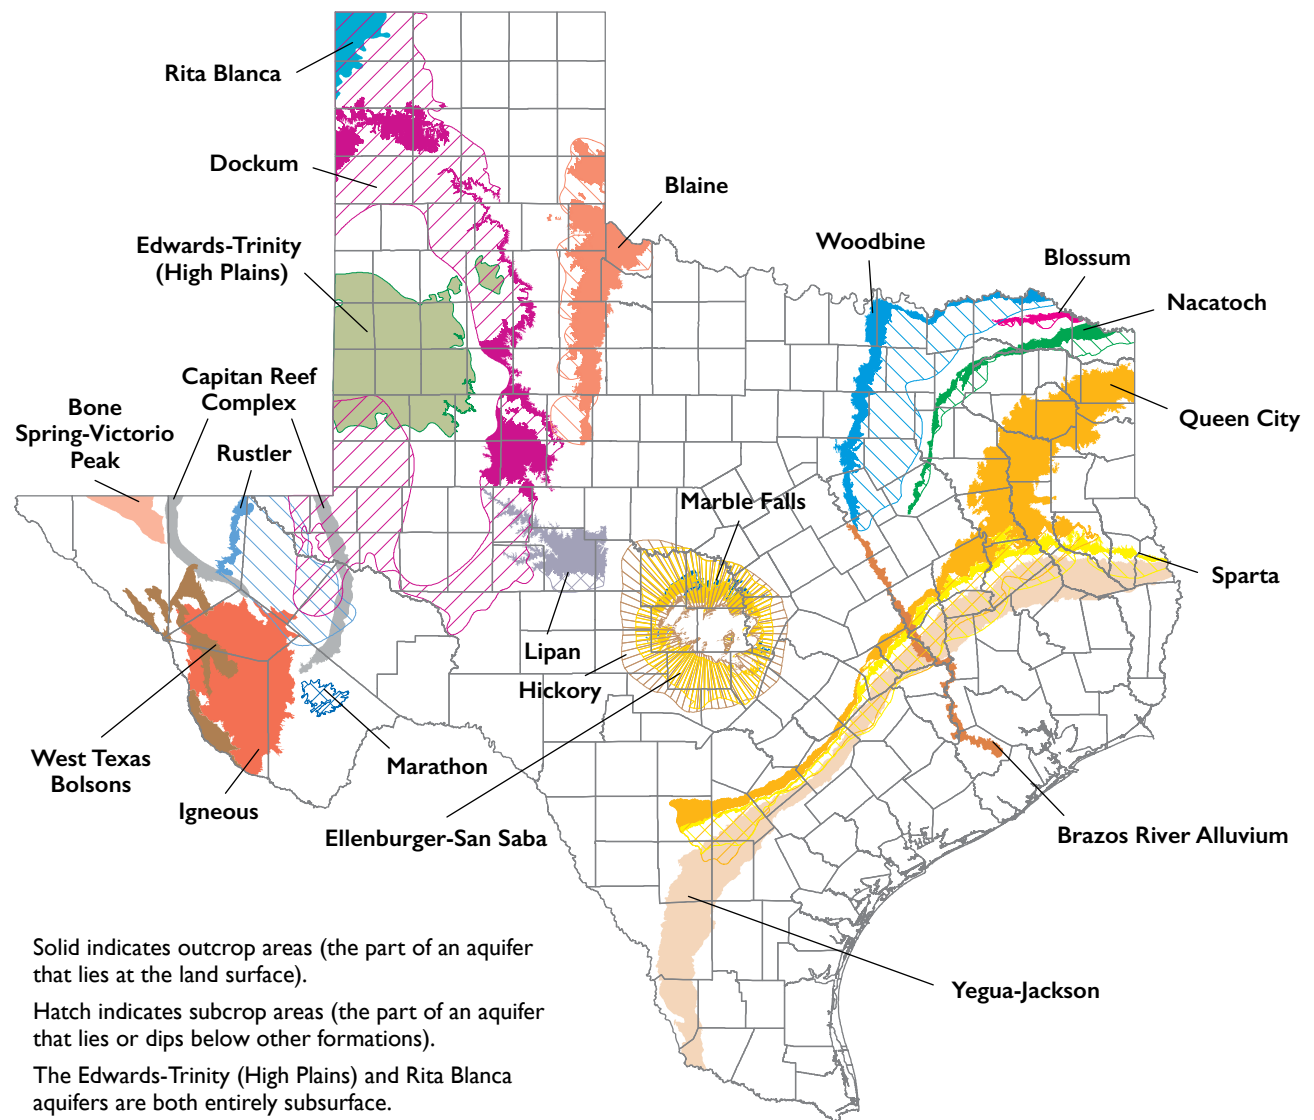 Rita Blanca
Dockum
Blaine
Edwards-Trinity
(High Plains)
Woodbine
Blossum
Nacatoch
Capitan Reef
Complex
Bone
Spring-Victorio
Peak
Rustler
Queen City
Marble Falls
Sparta
Lipan
Hickory
West Texas
Bolsons
Marathon
Igneous
Ellenburger-San Saba
Brazos River Alluvium
Yegua-Jackson
Solid indicates outcrop areas (the part of an aquifer
that lies at the land surface).
Hatch indicates subcrop areas (the part of an aquifer
that lies or dips below other formations).
The Edwards-Trinity (High Plains) and Rita Blanca
aquifers are both entirely subsurface.